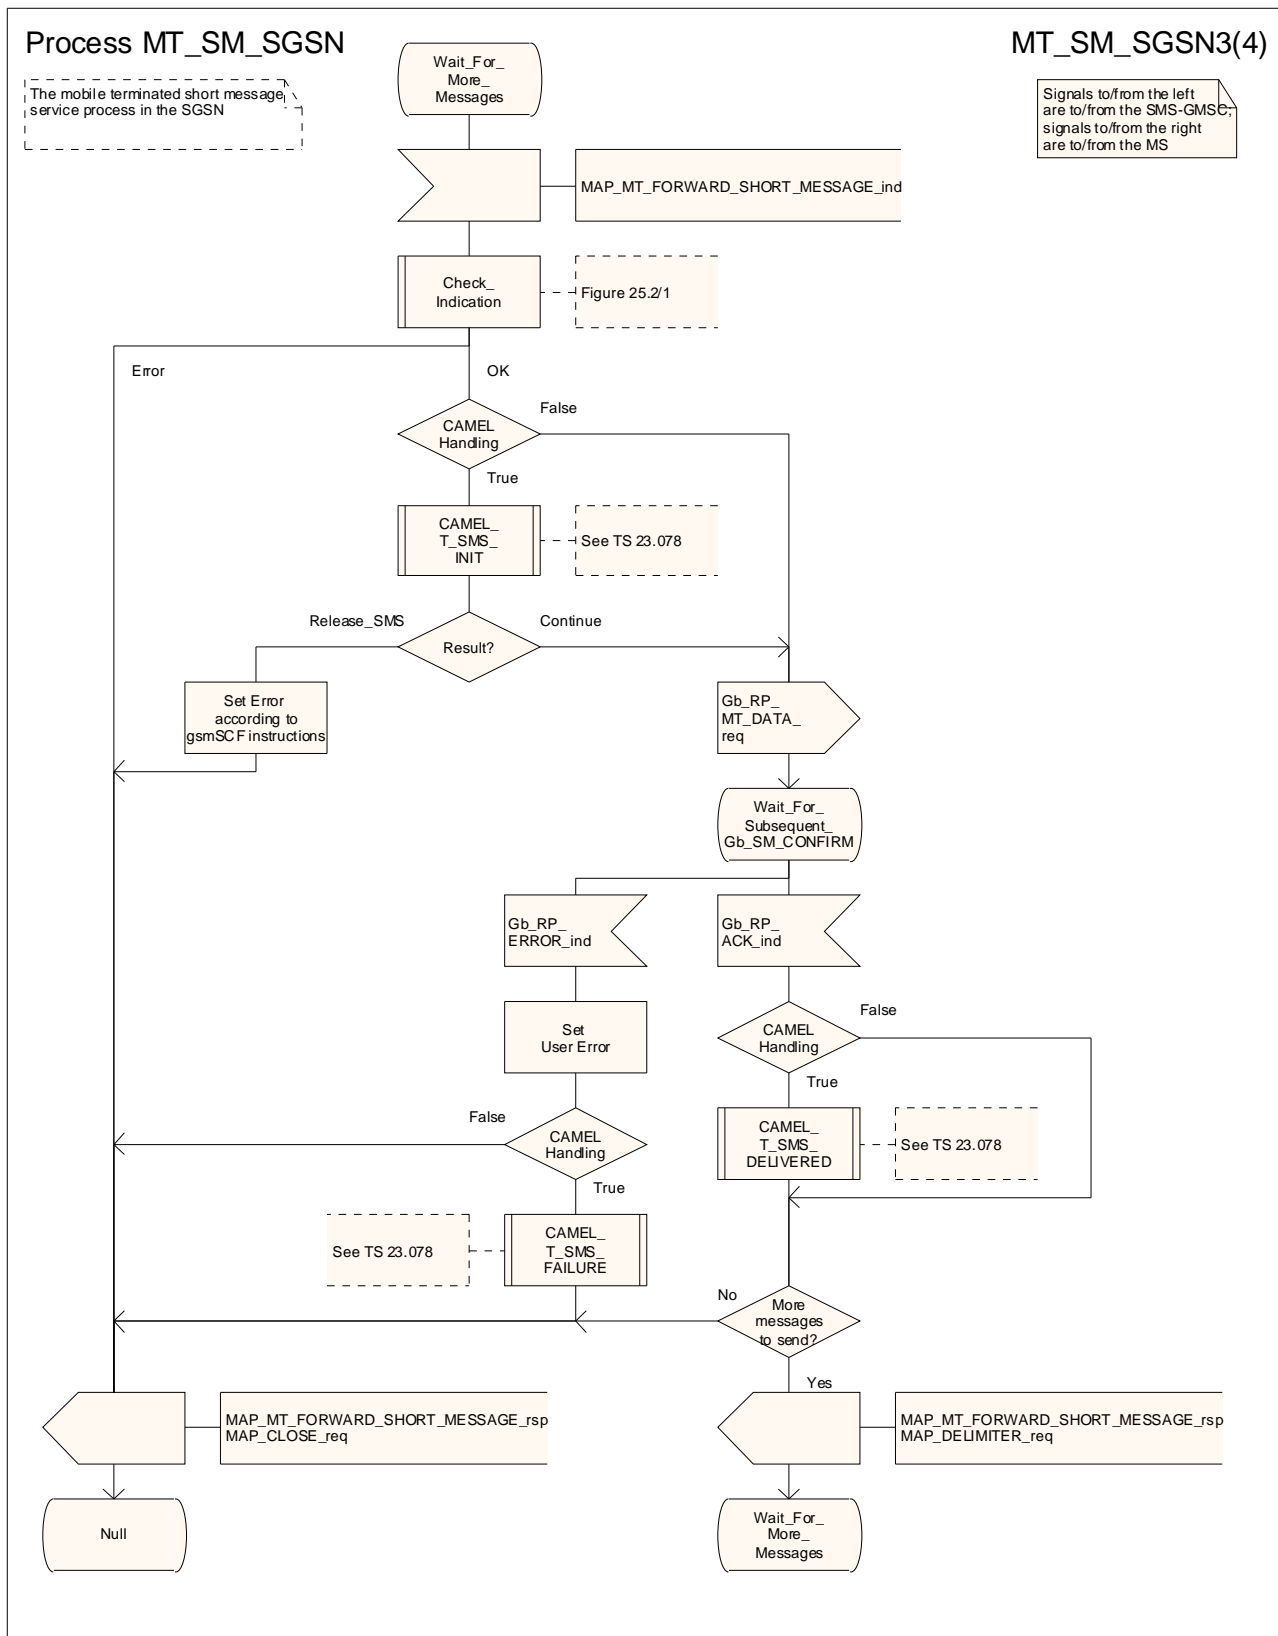 Process MT_SM_SGSN
MT_SM_SGSN3(4)
The mobile terminated short message
service process in the SGSN
Signals to/from the left
are to/from the SMS-GMSC;
signals to/from the right
are to/from the MS
Wait_For_
More_
Messages
MAP_MT_FORWARD_SHORT_MESSAGE_ind
Check_
Indication
Figure 25.2/1
Error
OK
CAMEL
Handling
False
True
CAMEL_
T_SMS_
INIT
See TS 23.078
Release_SMS
Result?
Continue
Set Error
according to
gsmSCF instructions
Gb_RP_
MT_DATA_
req
Wait_For_
Subsequent_
Gb_SM_CONFIRM
Gb_RP_
ERROR_ind
Gb_RP_
ACK_ind
Set
User Error
CAMEL
Handling
False
True
False
CAMEL
Handling
True
CAMEL_
T_SMS_
DELIVERED
See TS 23.078
See TS 23.078
CAMEL_
T_SMS_
FAILURE
No
More
messages
to send?
Yes
MAP_MT_FORWARD_SHORT_MESSAGE_rsp
MAP_CLOSE_req
MAP_MT_FORWARD_SHORT_MESSAGE_rsp
MAP_DELIMITER_req
Null
Wait_For_
More_
Messages